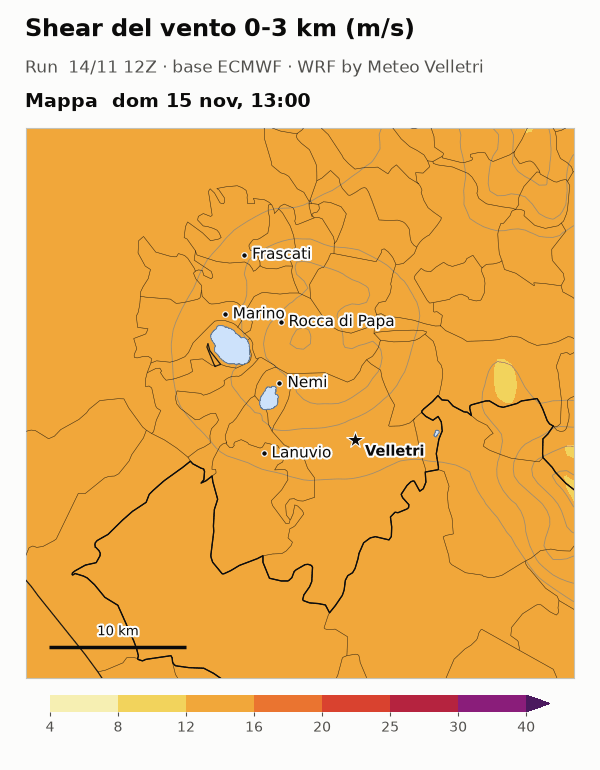 Shear del vento 0-3 km (m/s)
Run  14/11 12Z · base ECMWF · WRF by Meteo Velletri
Mappa  dom 15 nov, 13:00
Frascati
Marino
Rocca di Papa
Nemi
Velletri
Lanuvio
10 km
4 8 12 16 20 25 30 40